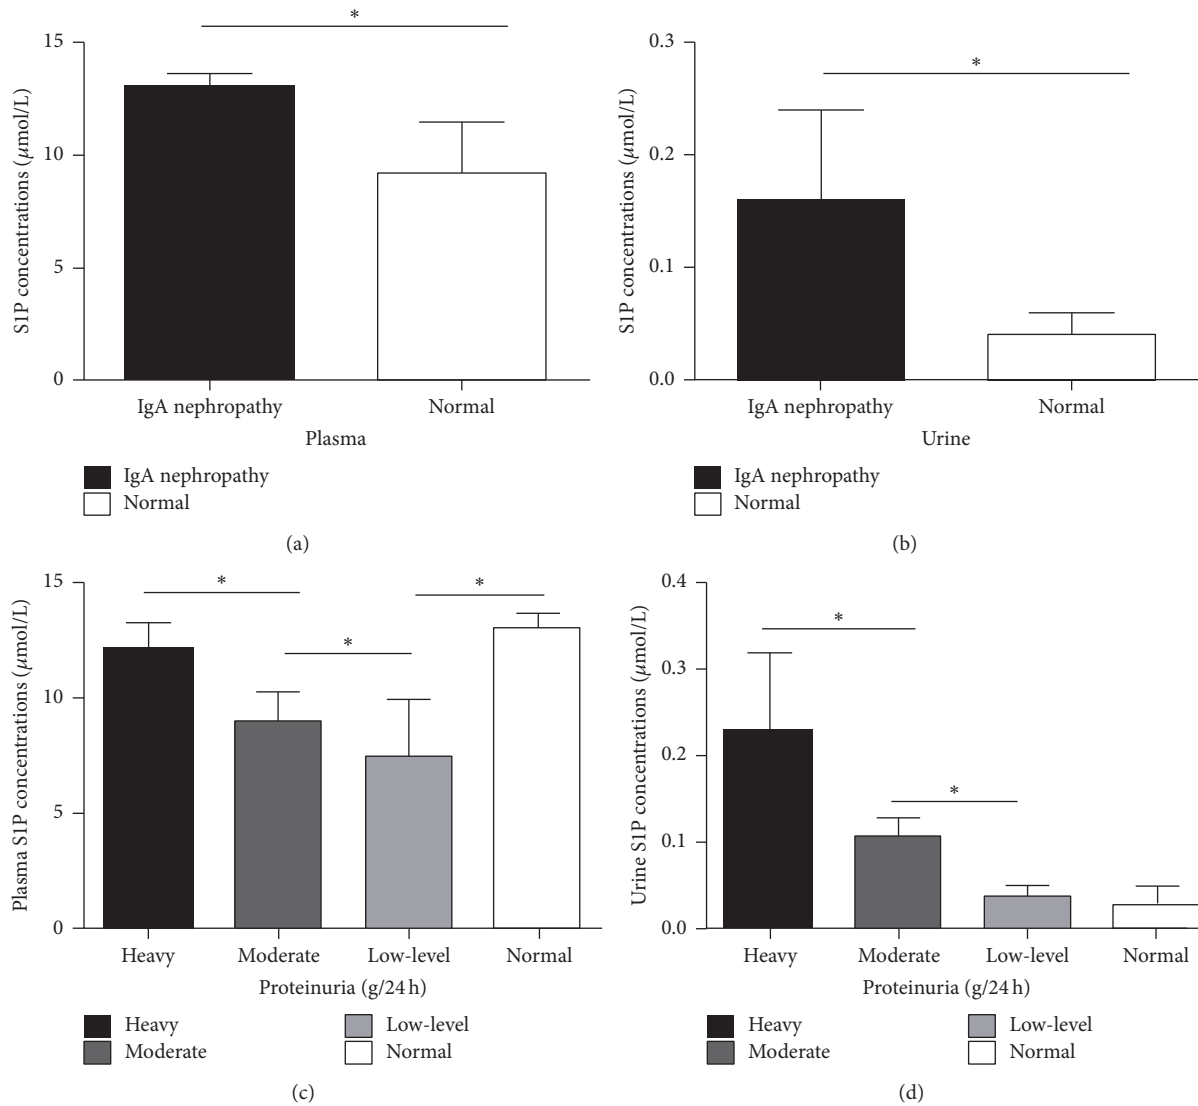 *
15
10
5
0
S1P concentrations (μmol/L)
IgA nephropathy Normal
Plasma
IgA nephropathy
Normal
(a)
*
0.3
0.2
0.1
0.0
S1P concentrations (μmol/L)
IgA nephropathy Normal
Urine
IgA nephropathy
Normal
(b)
* *
*
15
10
5
0
Plasma S1P concentrations (μmol/L)
Heavy Moderate Low-level Normal
Proteinuria (g/24 h)
Heavy Low-level
Moderate Normal
(c)
*
*
0.4
0.3
0.2
0.1
0.0
Urine S1P concentrations (μmol/L)
Heavy Moderate Low-level Normal
Proteinuria (g/24 h)
Heavy Low-level
Moderate Normal
(d)